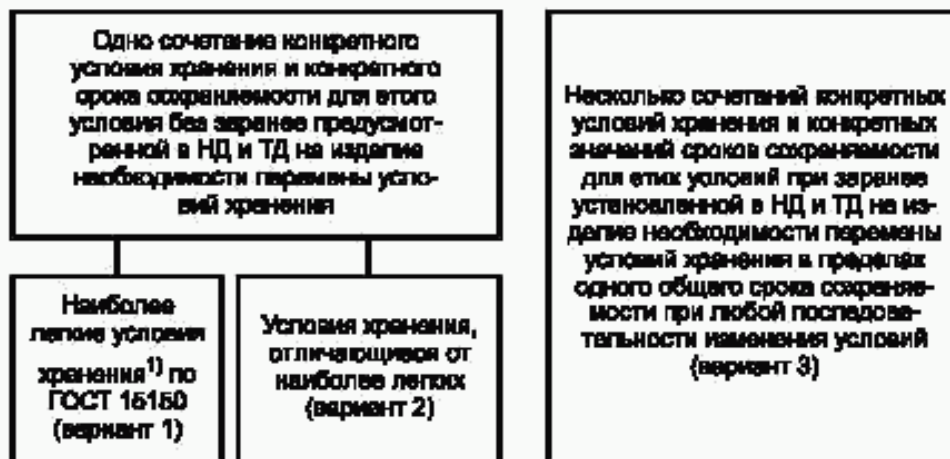 Одно сочетание конкретного
условия хранения и конкретного
срока сохраняемости для этого
условия без заранее предусмот-
ренной в НД и ТД на изделие
необходимости перемены усло-
вий хранения
Наиболее
легкие условия
хранения¹⁾ по
ГОСТ 15150
(вариант 1)
Условия хранения,
отличающиеся от
наиболее легких
(вариант 2)
Несколько сочетаний конкретных
условий хранения и конкретных
значений сроков сохраняемости
для этих условий при заранее
установленной в НД и ТД на из-
делие необходимости перемены
условий хранения в пределах
одного общего срока сохраняе-
мости при любой последова-
тельности изменения условий
(вариант 3)